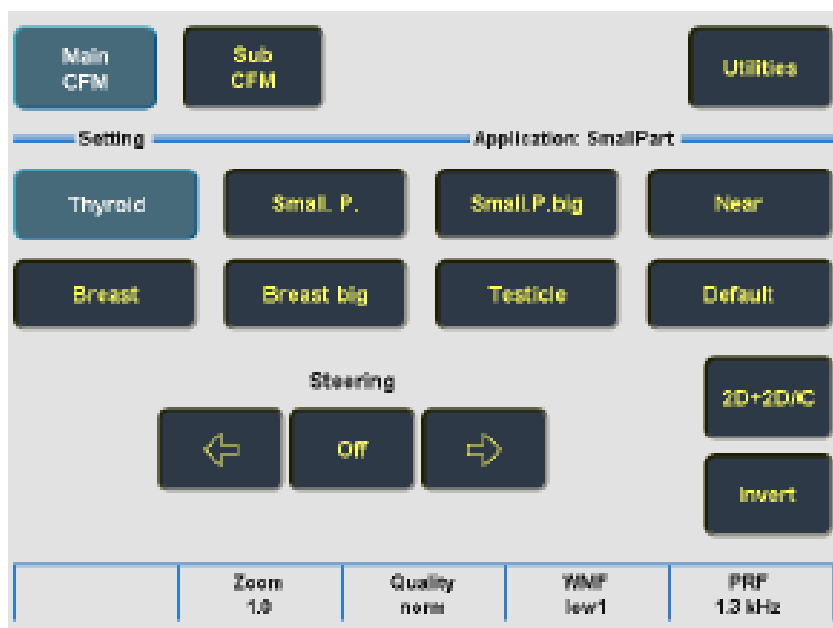 Main
CFM
Sub
CFM
Utilities
Setting
Application: SmallPart
Thyroid
Small. P.
Small.P.big
Near
Breast
Breast big
Testicle
Default
Steering
Off
2D+2D/C
Invert
Zoom
1.0
Quality
norm
WMF
low1
PRF
1.3 kHz